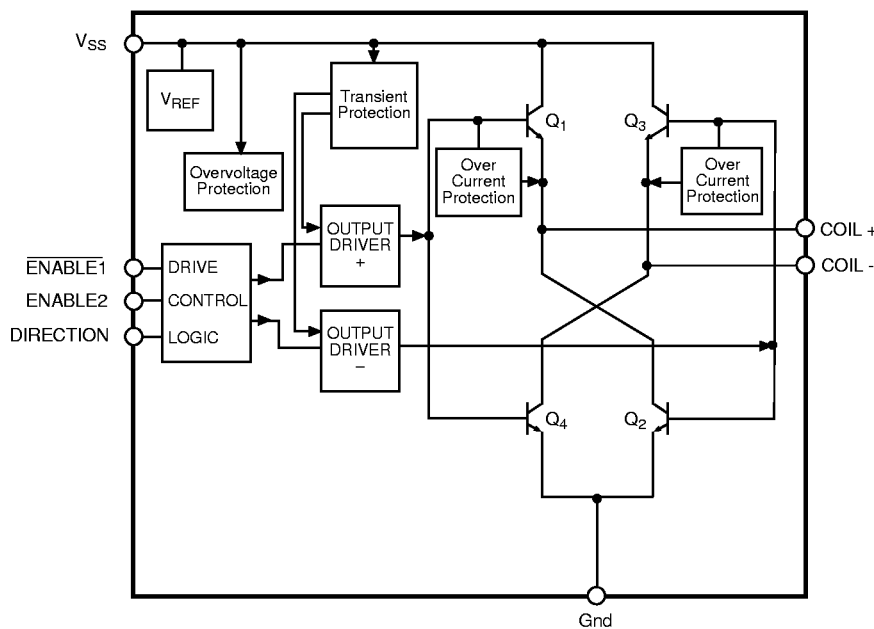 VSS
VREF
Transient
Protection
Q1
Q3
Overvoltage
Protection
Over
Current
Protection
Over
Current
Protection
OUTPUT
DRIVER
+
COIL +
COIL -
ENABLE1
ENABLE2
DIRECTION
DRIVE
CONTROL
LOGIC
OUTPUT
DRIVER
–
Q4
Q2
Gnd